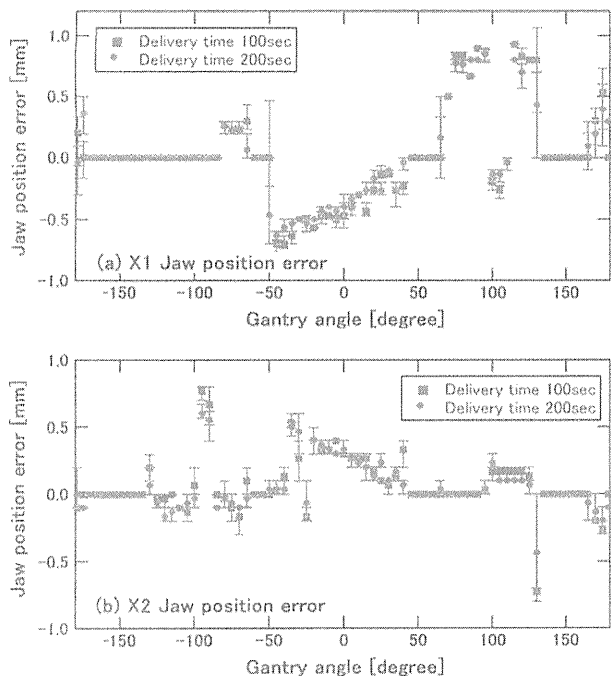 1.2
Delivery time 100sec
Delivery time 200sec
0.8
0.4
0.0
-0.5
-1.0
Jaw position error [mm]
(a) X1 Jaw position error
-150
-100
-50
0
50
100
150
Gantry angle [degree]
1.0
Delivery time 100sec
Delivery time 200sec
0.5
0.0
-0.5
-1.0
Jaw position error [mm]
(b) X2 Jaw position error
-150
-100
-50
0
50
100
150
Gantry angle [degree]